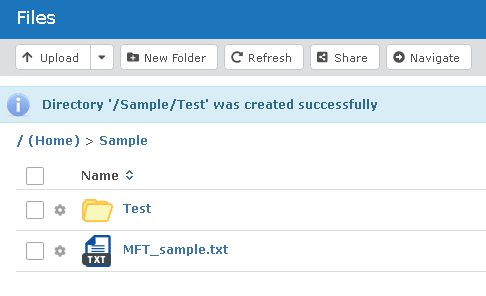 Files
Upload New Folder Refresh Share Navigate
Directory '/Sample/Test' was created successfully
/ (Home) > Sample
Name
Test
TXT MFT_sample.txt